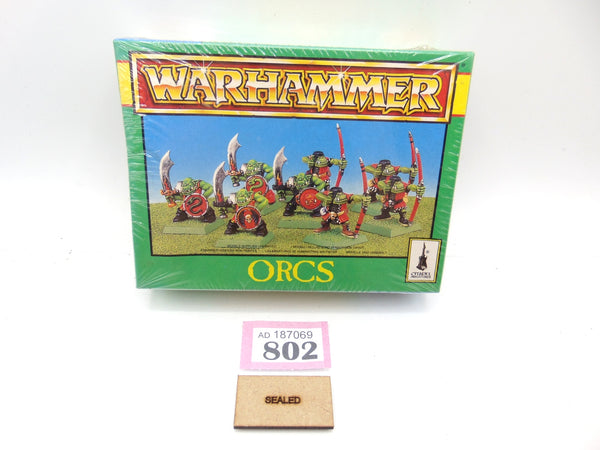 WARHAMMER
ORCS
CITADEL
MINIATURES
AD 187069
802
SEALED